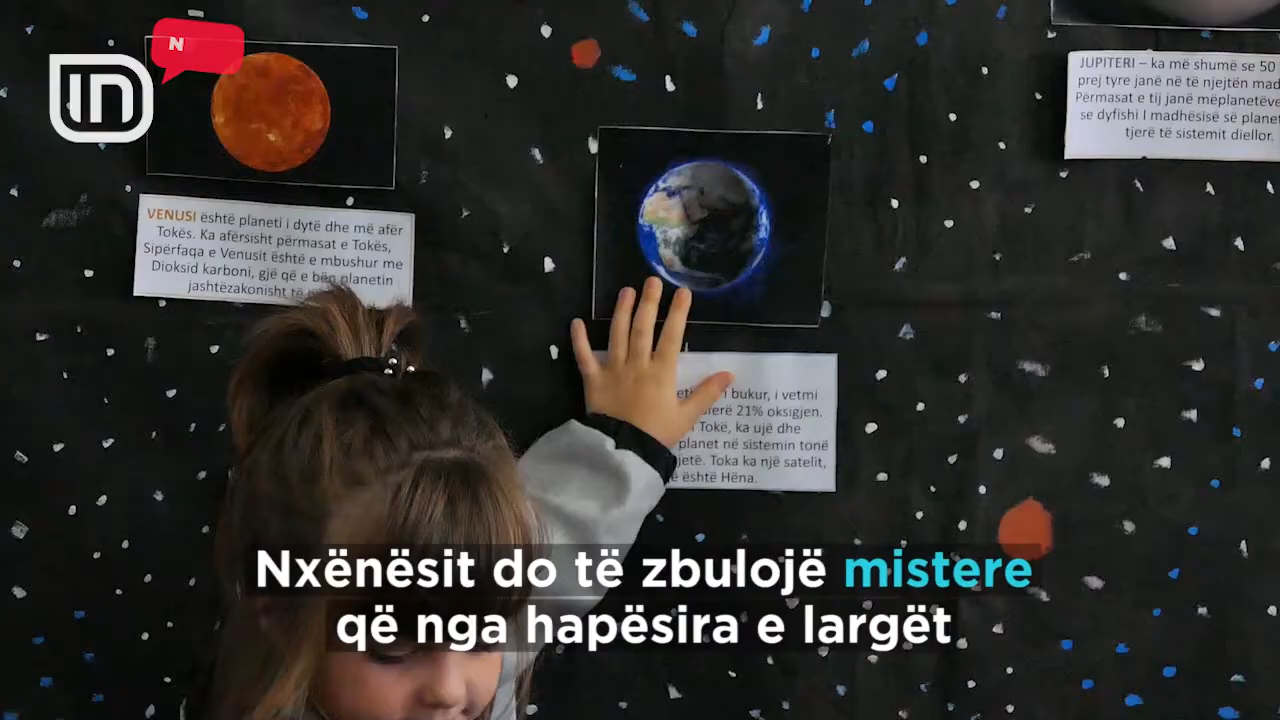 IN
N
VENUSI është planeti i dytë dhe më afër
Tokës. Ka afërsisht përmasat e Tokës,
Sipërfaqa e Venusit është e mbushur me
Dioksid karboni, gjë që e bën planetin
jashtëzakonisht të
JUPITERI – ka më shumë se 50
prej tyre janë në të njejtën mad
Përmasat e tij janë mëplanetëve
se dyfishi I madhësisë së planet
tjerë të sistemit diellor.
bukur, i vetmi
21% oksigjen.
Tokë, ka ujë dhe
planet në sistemin tonë
jetë. Toka ka një satelit,
është Hëna.
Nxënësit do të zbulojë mistere
që nga hapësira e largët